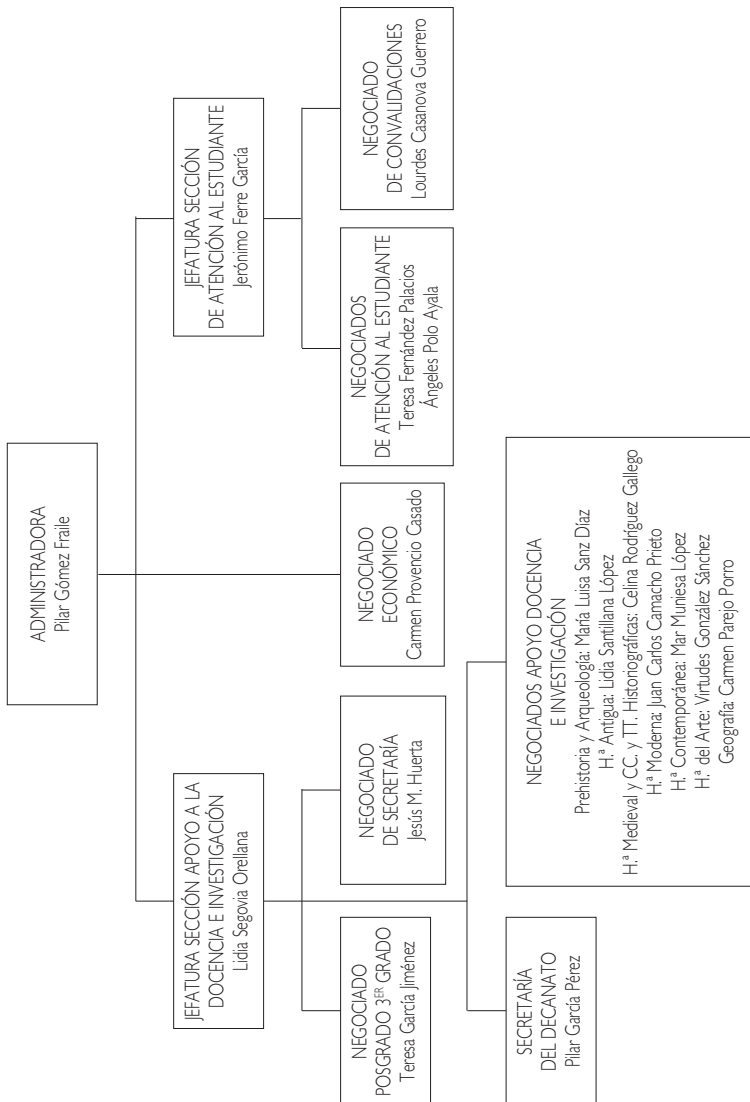 ADMINISTRADORA
Pilar Gómez Fraile
JEFATURA SECCIÓN APOYO A LA
DOCENCIA E INVESTIGACIÓN
Lidia Segovia Orellana
JEFATURA SECCIÓN
DE ATENCIÓN AL ESTUDIANTE
Jerónimo Ferre García
NEGOCIADO
POSGRADO 3ER GRADO
Teresa García Jiménez
NEGOCIADO
DE SECRETARÍA
Jesús M. Huerta
NEGOCIADO
ECONÓMICO
Carmen Provencio Casado
NEGOCIADOS
DE ATENCIÓN AL ESTUDIANTE
Teresa Fernández Palacios
Ángeles Polo Ayala
NEGOCIADO
DE CONVALIDACIONES
Lourdes Casanova Guerrero
SECRETARÍA
DEL DECANATO
Pilar García Pérez
NEGOCIADOS APOYO DOCENCIA
E INVESTIGACIÓN
Prehistoria y Arqueología: María Luisa Sanz Díaz
H.ª Antigua: Lidia Santillana López
H.ª Medieval y CC. y TT. Historiográficas: Celina Rodríguez Gallego
H.ª Moderna: Juan Carlos Camacho Prieto
H.ª Contemporánea: Mar Muniesa López
H.ª del Arte: Virtudes González Sánchez
Geografía: Carmen Parejo Porro